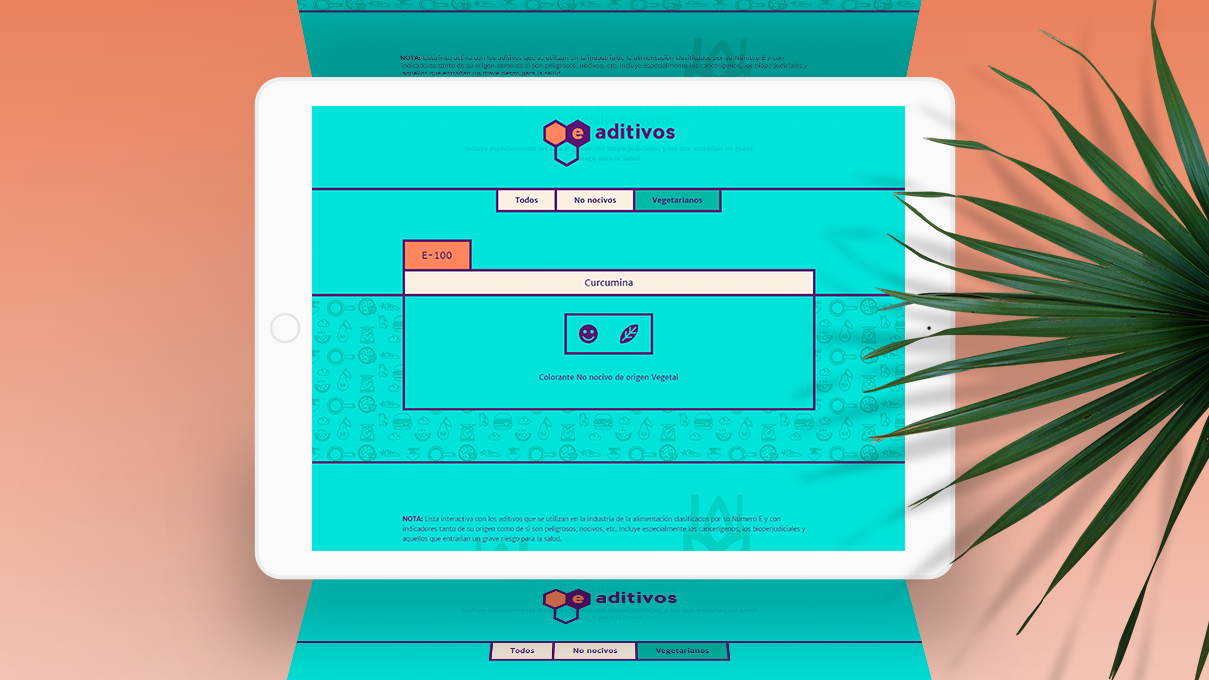 NOTA: Lista interactiva con los aditivos que se utilizan en la industria de la alimentación clasificados por su Número E y con
indicadores tanto de su origen como de si son peligrosos, nocivos, etc. Incluye especialmente los cancerígenos, los bioperjudiciales y
aquellos que entrañan un grave riesgo para la salud.
e aditivos
Todos
No nocivos
Vegetarianos
E-100
Curcumina
Colorante No nocivo de origen Vegetal
NOTA: Lista interactiva con los aditivos que se utilizan en la industria de la alimentación clasificados por su Número E y con
indicadores tanto de su origen como de si son peligrosos, nocivos, etc. Incluye especialmente los cancerígenos, los bioperjudiciales y
aquellos que entrañan un grave riesgo para la salud.
e aditivos
Todos
No nocivos
Vegetarianos